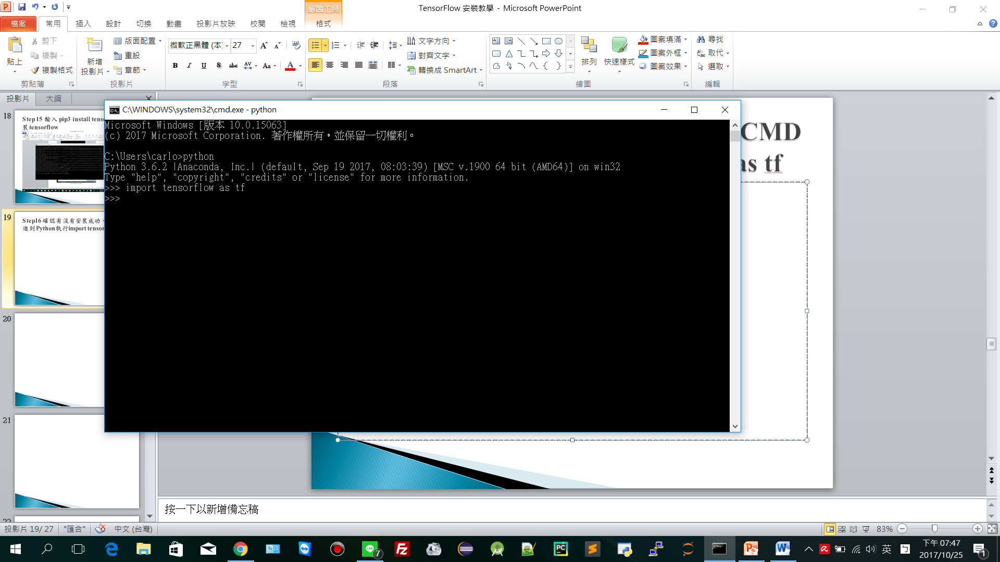 TensorFlow 安裝教學 - Microsoft PowerPoint
繪圖工具
檔案 常用 插入 設計 切換 動畫 投影片放映 校閱 檢視 格式
貼上
剪下
複製
複製格式
剪貼簿
新增
投影片
版面配置
重設
章節
投影片
微軟正黑體 (本 27
B I U S abc AV Aa A
字型
文字方向
對齊文字
轉換成 SmartArt
段落
排列
快速樣式
圖案填滿
圖案外框
圖案效果
繪圖
尋找
取代
選取
編輯
投影片 大綱
18
Step15 輸入 pip3 install tens
裝 tensorflow
19
Step16 確認有沒有安裝成功，
進到Python執行import tensor
20
21
C:\WINDOWS\system32\cmd.exe - python
Microsoft Windows [版本 10.0.15063]
(c) 2017 Microsoft Corporation. 著作權所有，並保留一切權利。
C:\Users\carlo>python
Python 3.6.2 |Anaconda, Inc.| (default, Sep 19 2017, 08:03:39) [MSC v.1900 64 bit (AMD64)] on win32
Type "help", "copyright", "credits" or "license" for more information.
>>> import tensorflow as tf
>>>
CMD
as tf
按一下以新增備忘稿
投影片 19/ 27 "匯合" 中文 (台灣) 83%
7
英
下午 07:47
2017/10/25
1